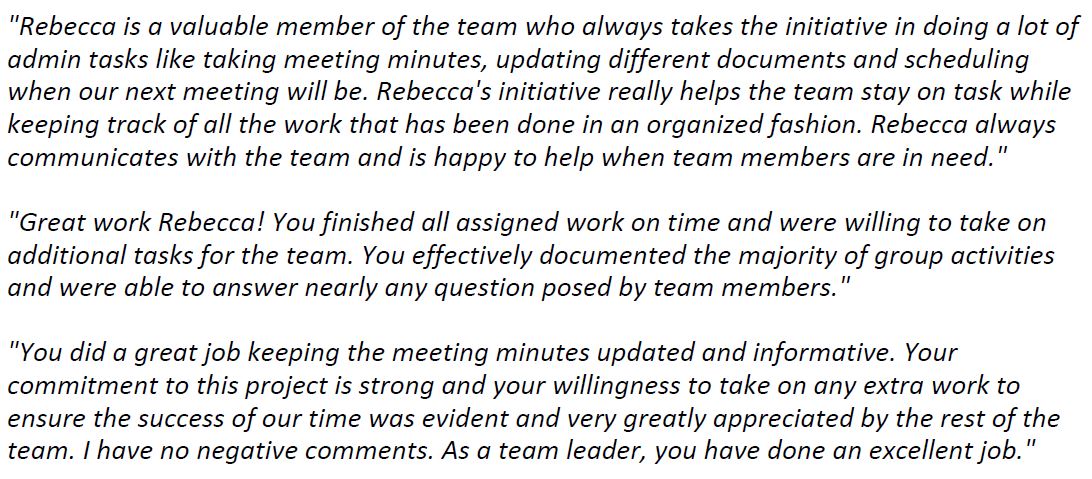 "Rebecca is a valuable member of the team who always takes the initiative in doing a lot of
admin tasks like taking meeting minutes, updating different documents and scheduling
when our next meeting will be. Rebecca's initiative really helps the team stay on task while
keeping track of all the work that has been done in an organized fashion. Rebecca always
communicates with the team and is happy to help when team members are in need."
"Great work Rebecca! You finished all assigned work on time and were willing to take on
additional tasks for the team. You effectively documented the majority of group activities
and were able to answer nearly any question posed by team members."
"You did a great job keeping the meeting minutes updated and informative. Your
commitment to this project is strong and your willingness to take on any extra work to
ensure the success of our time was evident and very greatly appreciated by the rest of the
team. I have no negative comments. As a team leader, you have done an excellent job."